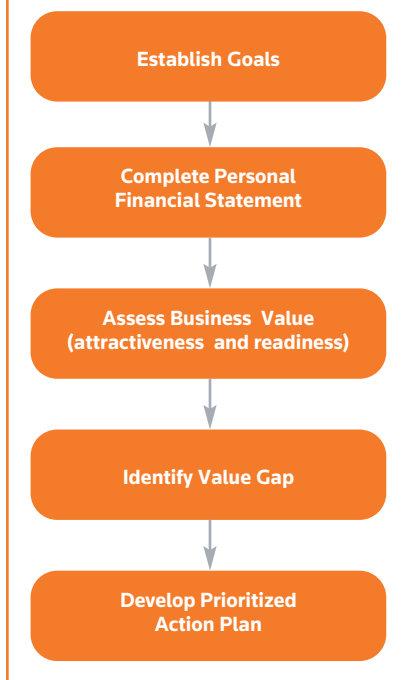 Establish Goals
Complete Personal
Financial Statement
Assess Business Value
(attractiveness and readiness)
Identify Value Gap
Develop Prioritized
Action Plan